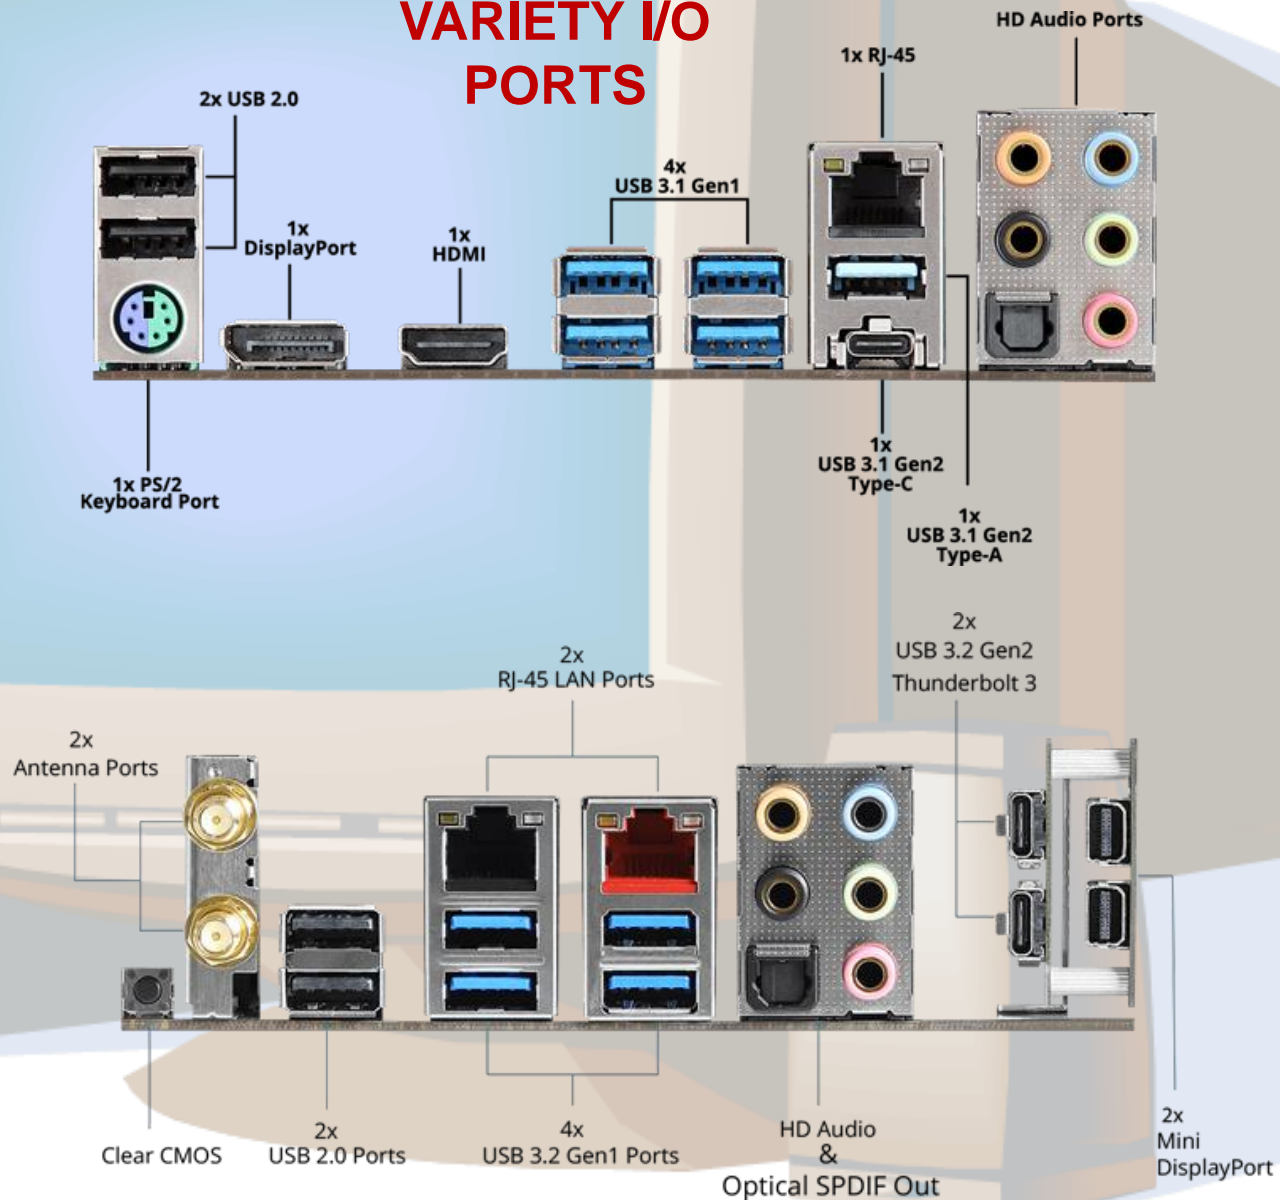 VARIETY I/O
PORTS
HD Audio Ports
1x RJ-45
2x USB 2.0
4x
USB 3.1 Gen1
1x
DisplayPort
1x
HDMI
1x PS/2
Keyboard Port
1x
USB 3.1 Gen2
Type-C
1x
USB 3.1 Gen2
Type-A
2x
USB 3.2 Gen2
Thunderbolt 3
2x
RJ-45 LAN Ports
2x
Antenna Ports
Clear CMOS
2x
USB 2.0 Ports
4x
USB 3.2 Gen1 Ports
HD Audio
&
Optical SPDIF Out
2x
Mini
DisplayPort